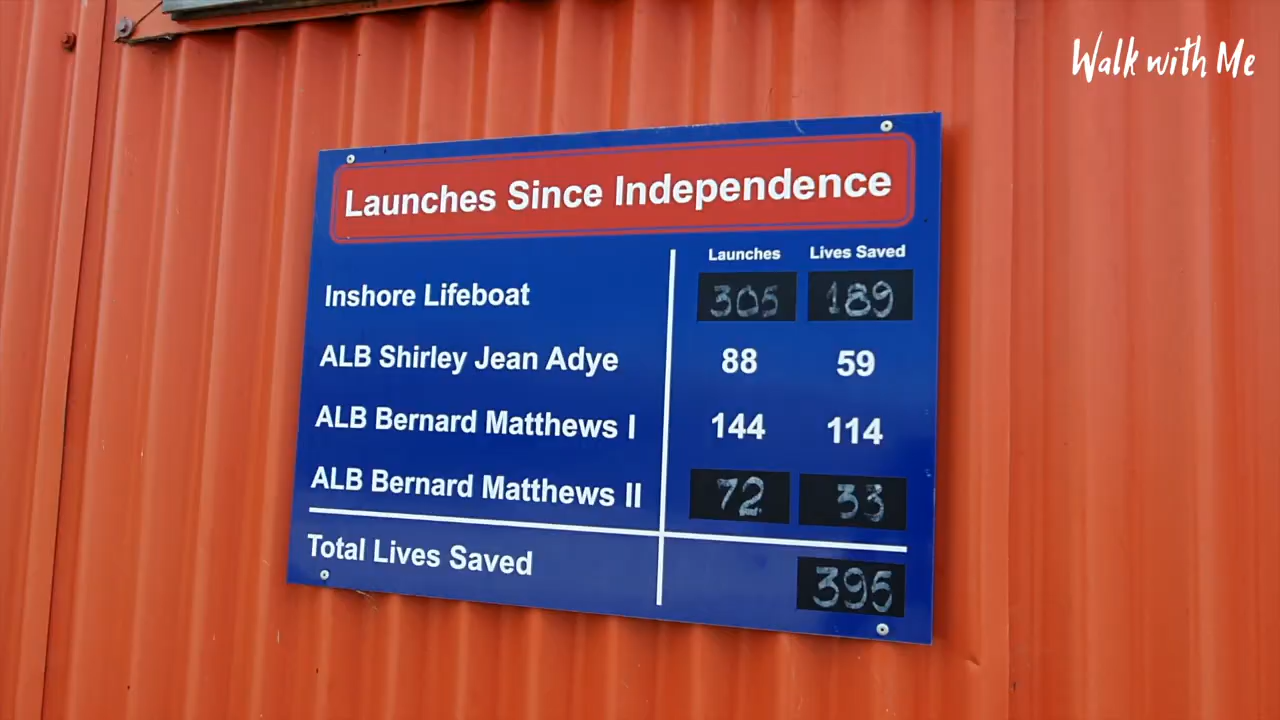 Walk with Me
Launches Since Independence
Launches Lives Saved
Inshore Lifeboat 305 189
ALB Shirley Jean Adye 88 59
ALB Bernard Matthews I 144 114
ALB Bernard Matthews II 72 33
Total Lives Saved 395